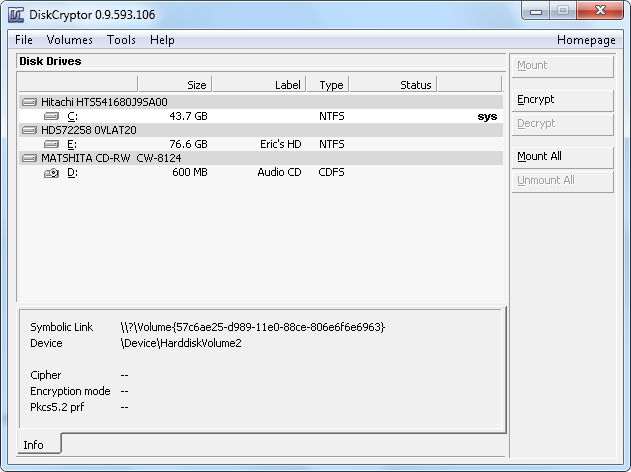 DiskCryptor 0.9.593.106
File Volumes Tools Help Homepage
Disk Drives
Size Label Type Status
Hitachi HTS541680J9SA00
C: 43.7 GB NTFS sys
HDS72258 0VLAT20
E: 76.6 GB Eric's HD NTFS
MATSHITA CD-RW CW-8124
D: 600 MB Audio CD CDFS
Mount
Encrypt
Decrypt
Mount All
Unmount All
Symbolic Link \\?\Volume{57c6ae25-d989-11e0-88ce-806e6f6e6963}
Device \Device\HarddiskVolume2
Cipher --
Encryption mode --
Pkcs5.2 prf --
Info